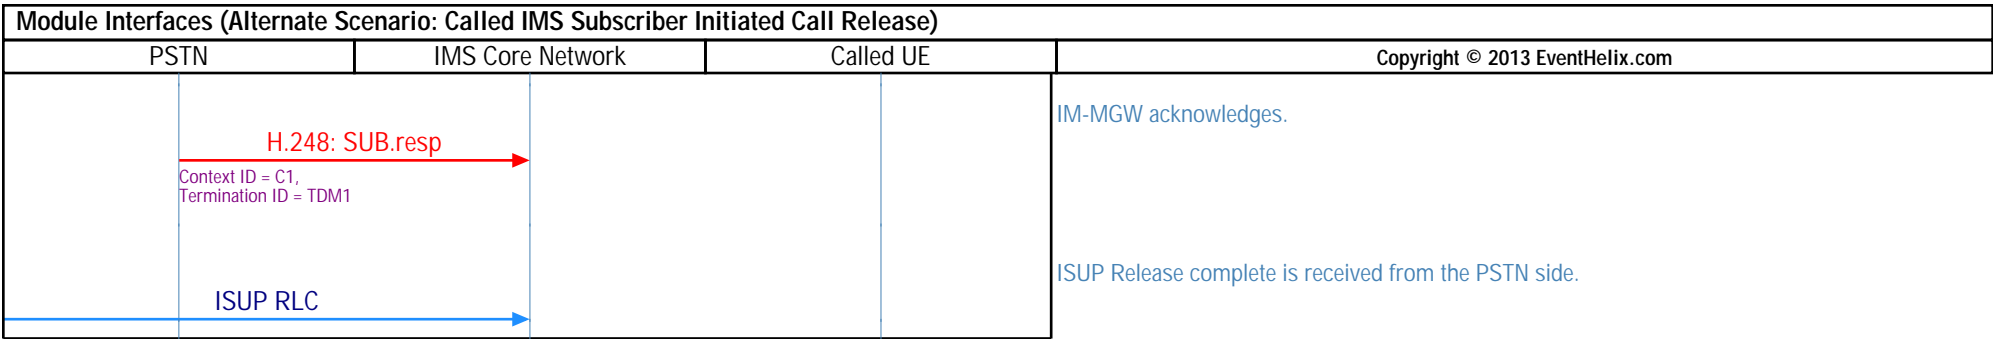 Module Interfaces (Alternate Scenario: Called IMS Subscriber Initiated Call Release)
PSTN IMS Core Network Called UE Copyright © 2013 EventHelix.com
IM-MGW acknowledges.
H.248: SUB.resp
Context ID = C1,
Termination ID = TDM1
ISUP Release complete is received from the PSTN side.
ISUP RLC